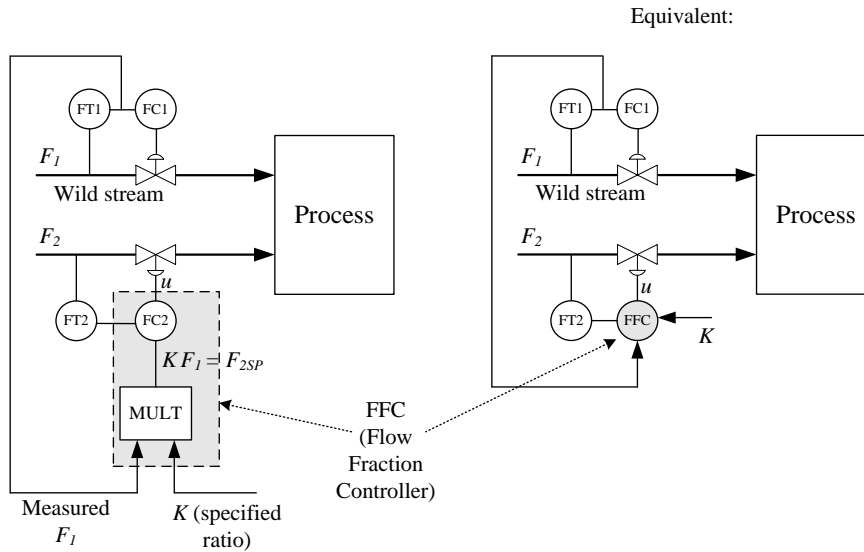 Equivalent:
FT1
FC1
F1
Wild stream
Process
F2
u
FT2
FC2
K F1 = F2SP
MULT
Measured
F1
K (specified
ratio)
FFC
(Flow
Fraction
Controller)
FT1
FC1
F1
Wild stream
Process
F2
u
FT2
FFC
K